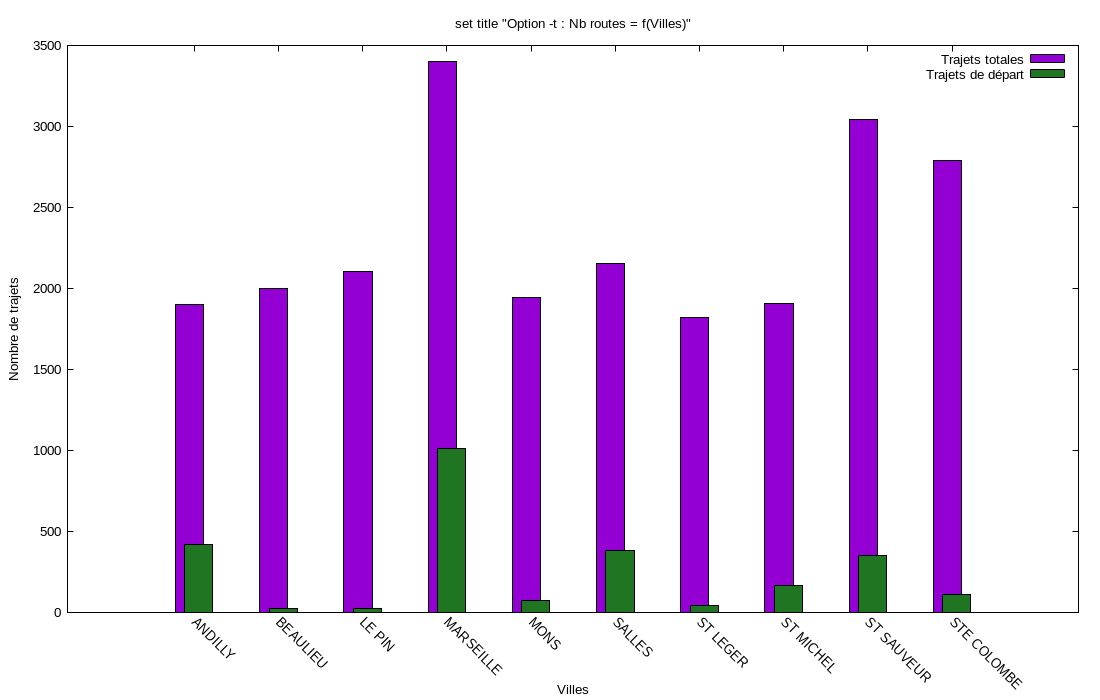 set title "Option -t : Nb routes = f(Villes)"
Trajets totales
Trajets de départ
3500
3000
2500
2000
1500
1000
500
0
Nombre de trajets
ANDILLY
BEAULIEU
LE PIN
MARSEILLE
MONS
SALLES
ST LEGER
ST MICHEL
ST SAUVEUR
STE COLOMBE
Villes